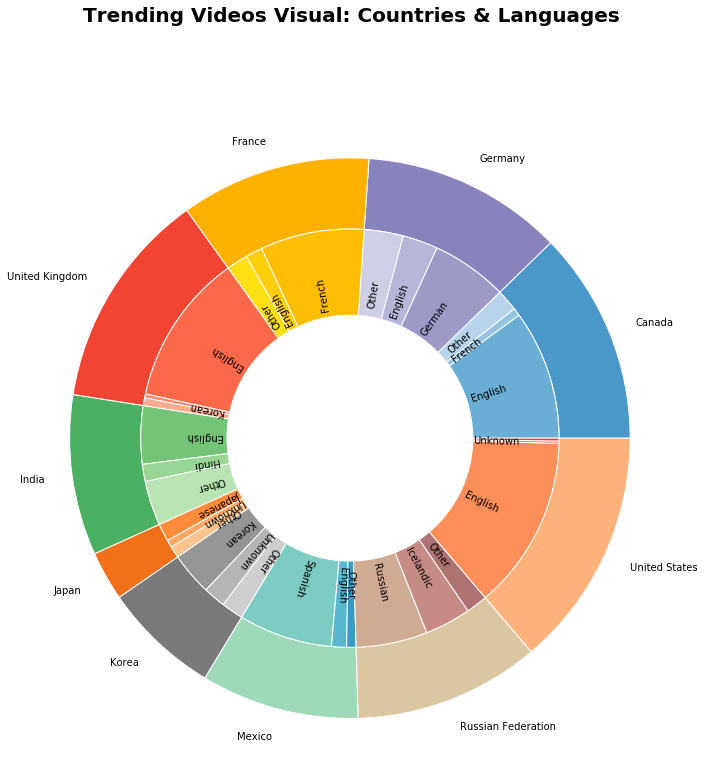 Trending Videos Visual: Countries & Languages
France
Germany
United Kingdom
Canada
India
Japan
Korea
Mexico
Russian Federation
United States
English
French
Other
German
English
Other
French
English
Other
English
Korean
English
Hindi
Other
Japanese
Unknown
Other
Korean
Unknown
Other
Spanish
English
Other
Russian
Icelandic
Other
English
Unknown